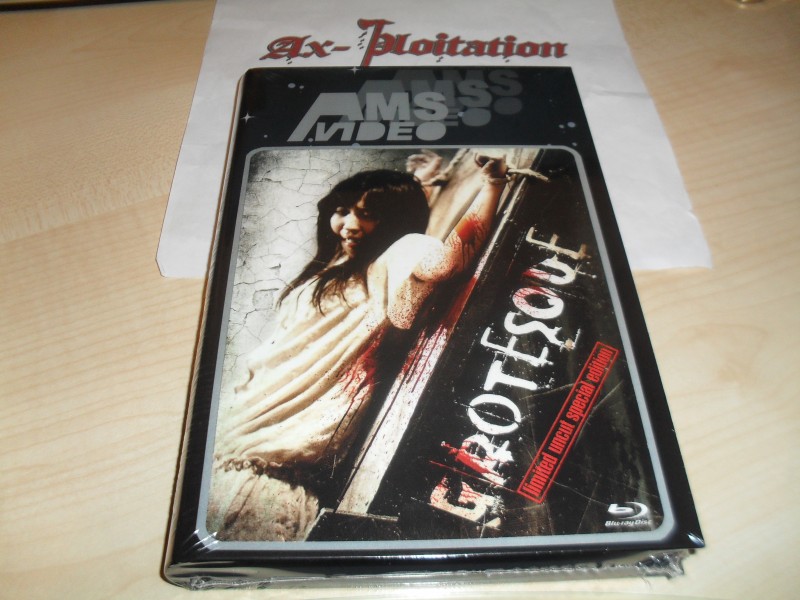 Ax-Ploitation
AMS
VIDEO
GROTESQUE
limited uncut special edition
Blu-ray Disc